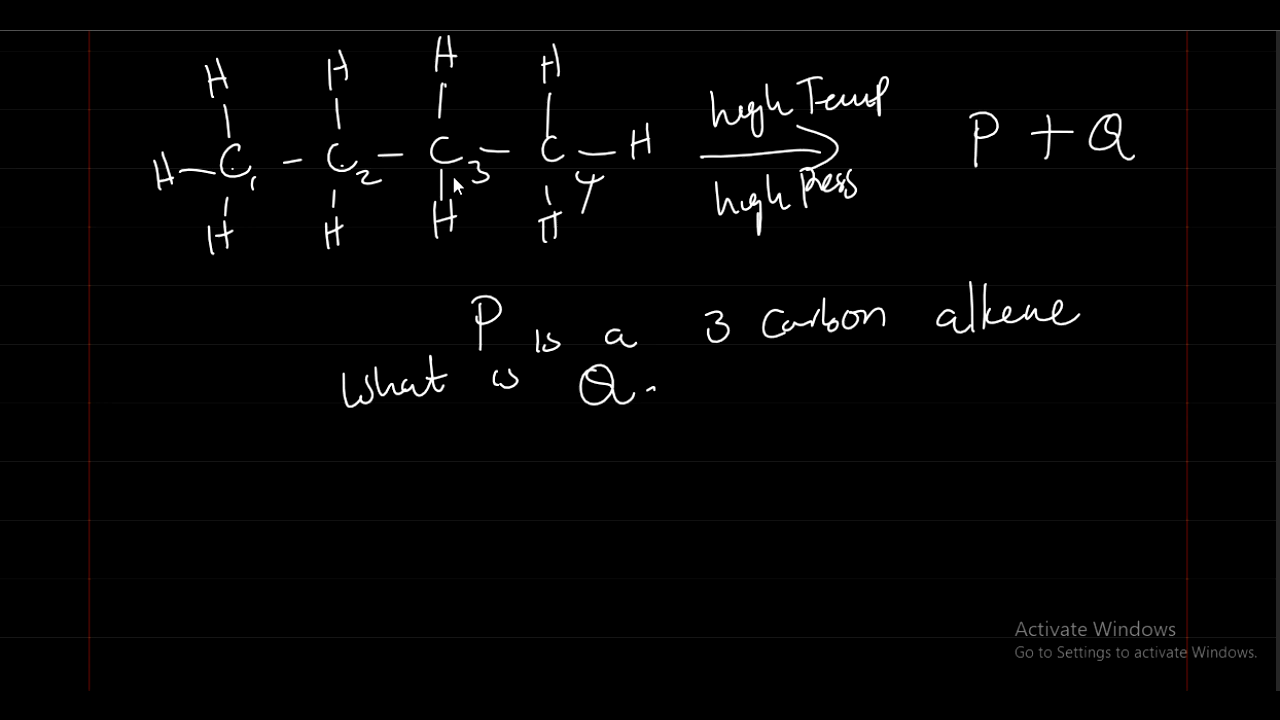 H H H H
H - C1 - C2 - C3 - C4 - H high Temp high Press P + Q
H H H H
P is a 3 carbon alkene
What is Q.
Activate Windows
Go to Settings to activate Windows.